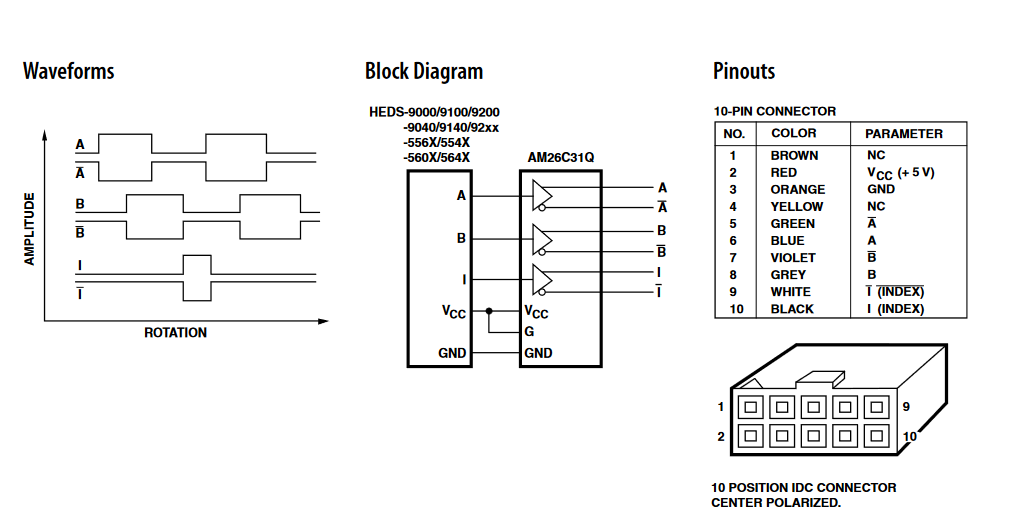 Waveforms
A
A̅
B
B̅
I
I̅
AMPLITUDE
ROTATION
Block Diagram
HEDS-9000/9100/9200
-9040/9140/92xx
-556X/554X
-560X/564X
AM26C31Q
A
B
I
VCC
GND
VCC
G
GND
A
A̅
B
B̅
I
I̅
Pinouts
10-PIN CONNECTOR
NO. COLOR PARAMETER
1 BROWN NC
2 RED VCC (+ 5 V)
3 ORANGE GND
4 YELLOW NC
5 GREEN A̅
6 BLUE A
7 VIOLET B̅
8 GREY B
9 WHITE I̅ (I̅N̅D̅E̅X̅)
10 BLACK I (INDEX)
1 9
2 10
10 POSITION IDC CONNECTOR
CENTER POLARIZED.